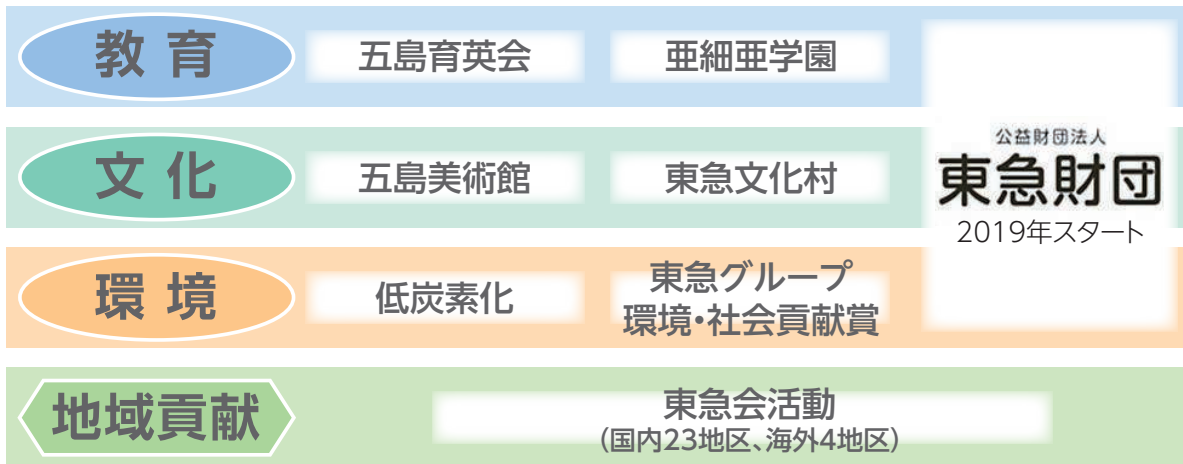 教育
五島育英会
亜細亜学園
文化
五島美術館
東急文化村
公益財団法人
東急財団
2019年スタート
環境
低炭素化
東急グループ
環境・社会貢献賞
地域貢献
東急会活動
（国内23地区、海外4地区）